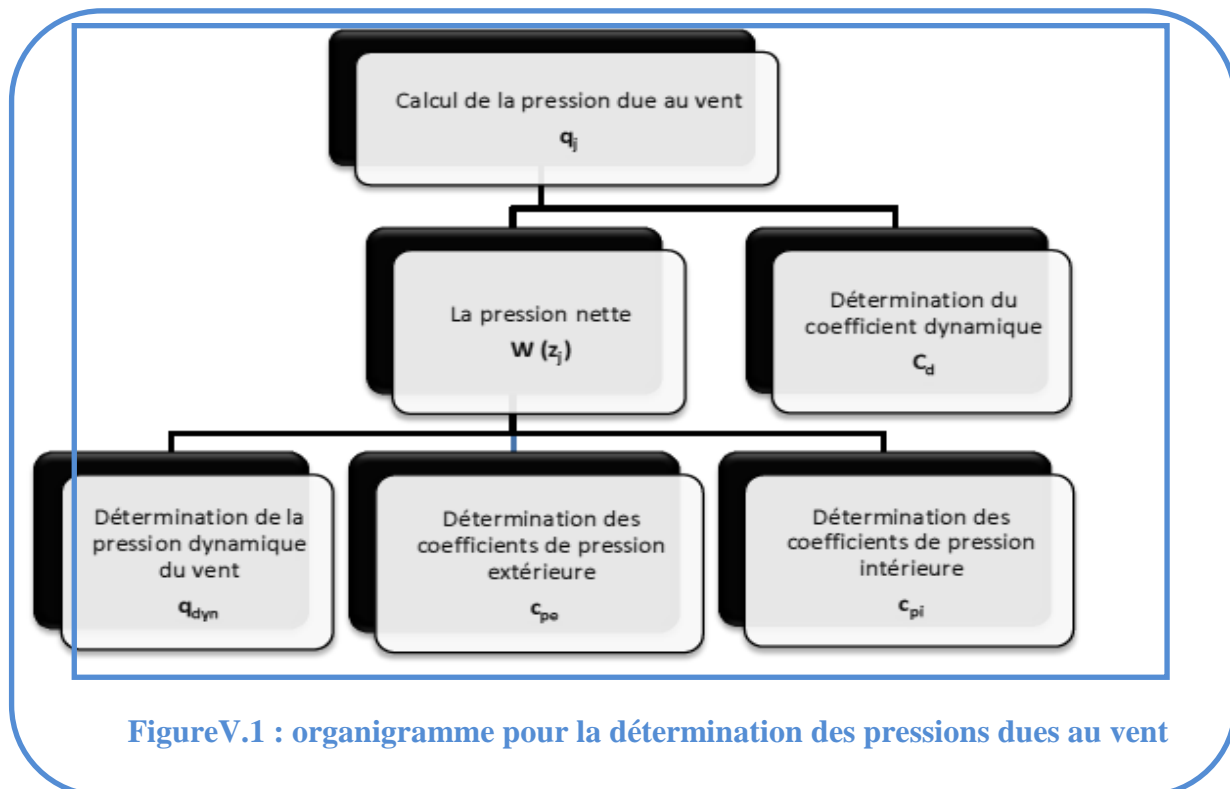 Calcul de la pression due au vent
qj
La pression nette
W (zj)
Détermination du
coefficient dynamique
Cd
Détermination de la
pression dynamique
du vent
qdyn
Détermination des
coefficients de pression
extérieure
cpe
Détermination des
coefficients de pression
intérieure
cpi
FigureV.1 : organigramme pour la détermination des pressions dues au vent